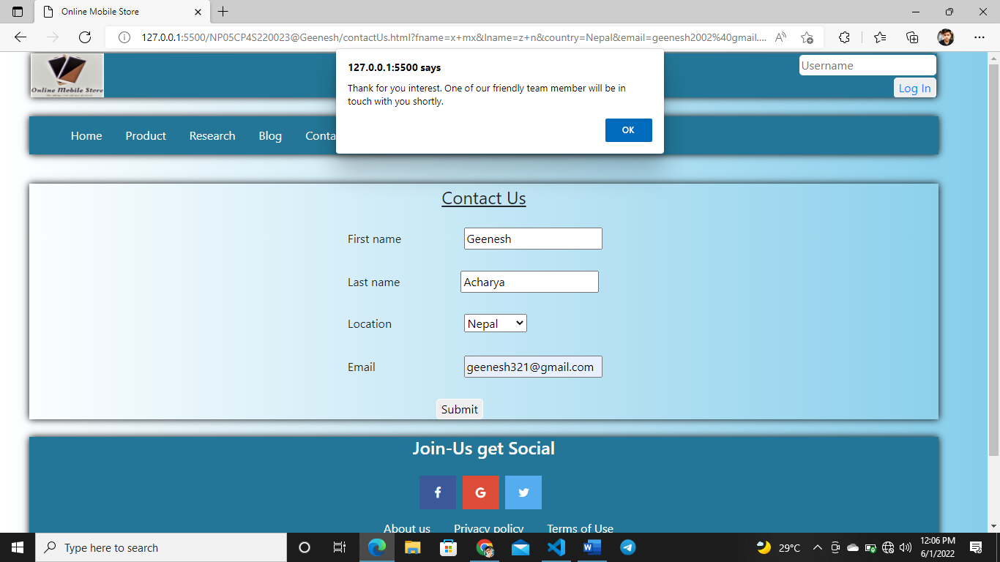 Online Mobile Store
127.0.0.1:5500/NP05CP4S220023@Geenesh/contactUs.html?fname=x+mx&lname=z+n&country=Nepal&email=geenesh2002%40gmail....
127.0.0.1:5500 says
Thank for you interest. One of our friendly team member will be in
touch with you shortly.
OK
Online Mobile Store
Username
Log In
Home Product Research Blog Conta
Contact Us
First name Geenesh
Last name Acharya
Location Nepal
Email geenesh321@gmail.com
Submit
Join-Us get Social
f G
About us Privacy policy Terms of Use
Type here to search
29°C
12:06 PM
6/1/2022